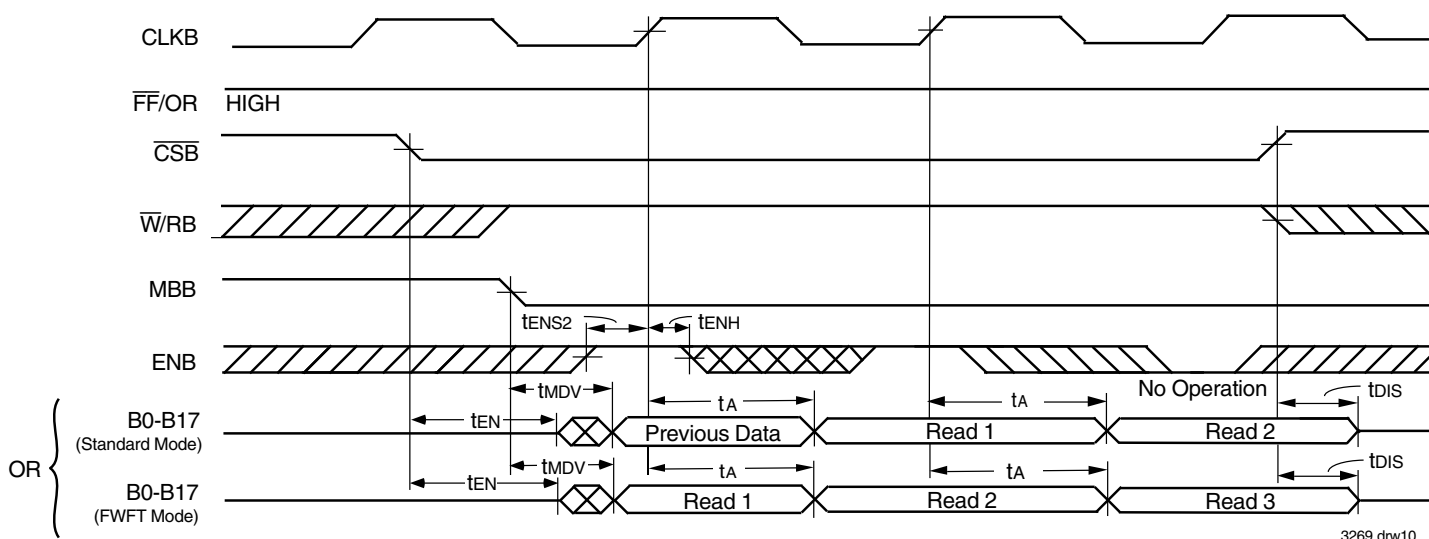 CLKB
FF/OR HIGH
CSB
W/RB
MBB
tENS2 tENH
ENB
No Operation
tMDV tA tA tDIS
B0-B17 tEN Previous Data Read 1 Read 2
(Standard Mode)
OR
tMDV tA tA tDIS
B0-B17 tEN Read 1 Read 2 Read 3
(FWFT Mode)
3269 drw10